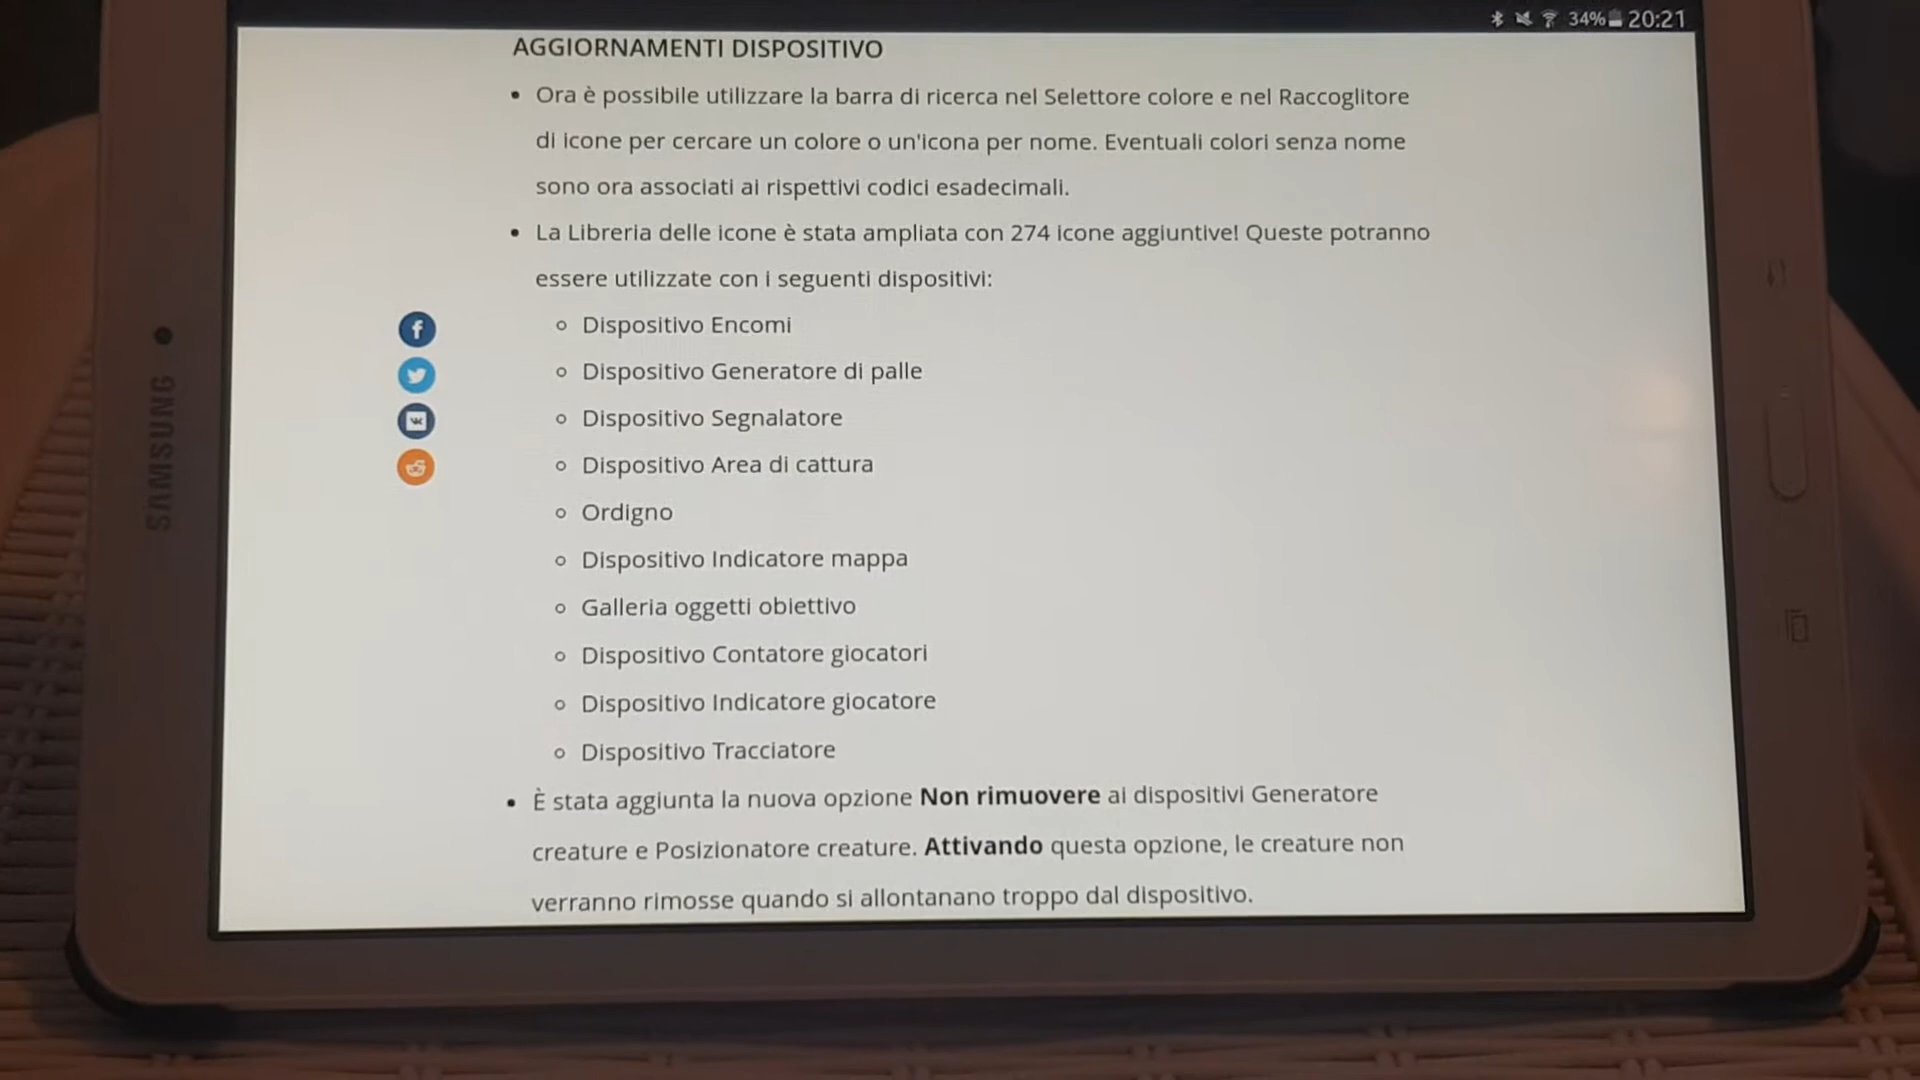 34% 20:21
AGGIORNAMENTI DISPOSITIVO
• Ora è possibile utilizzare la barra di ricerca nel Selettore colore e nel Raccoglitore
di icone per cercare un colore o un'icona per nome. Eventuali colori senza nome
sono ora associati ai rispettivi codici esadecimali.
• La Libreria delle icone è stata ampliata con 274 icone aggiuntive! Queste potranno
essere utilizzate con i seguenti dispositivi:
○ Dispositivo Encomi
○ Dispositivo Generatore di palle
○ Dispositivo Segnalatore
○ Dispositivo Area di cattura
○ Ordigno
○ Dispositivo Indicatore mappa
○ Galleria oggetti obiettivo
○ Dispositivo Contatore giocatori
○ Dispositivo Indicatore giocatore
○ Dispositivo Tracciatore
• È stata aggiunta la nuova opzione Non rimuovere ai dispositivi Generatore
creature e Posizionatore creature. Attivando questa opzione, le creature non
verranno rimosse quando si allontanano troppo dal dispositivo.
SAMSUNG